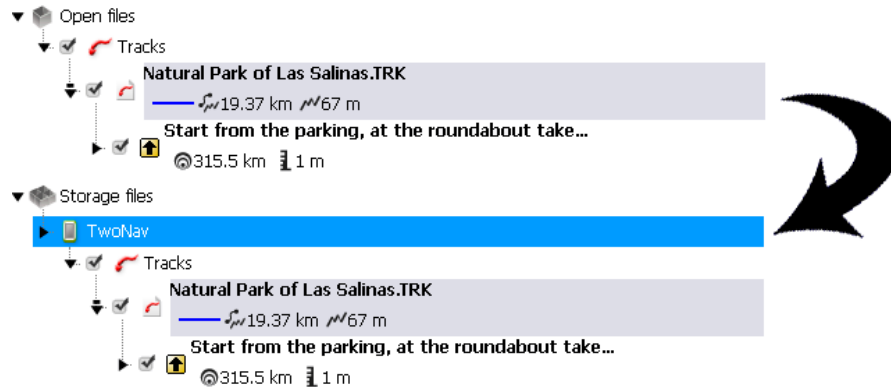 Open files
Tracks
Natural Park of Las Salinas.TRK
19.37 km 67 m
Start from the parking, at the roundabout take...
315.5 km 1 m
Storage files
TwoNav
Tracks
Natural Park of Las Salinas.TRK
19.37 km 67 m
Start from the parking, at the roundabout take...
315.5 km 1 m